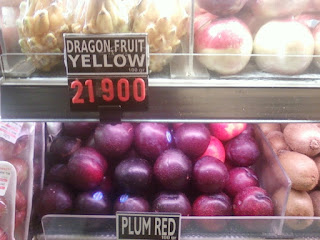 DRAGON FRUIT
YELLOW
100 gr
21 900
PLUM RED
100 gr